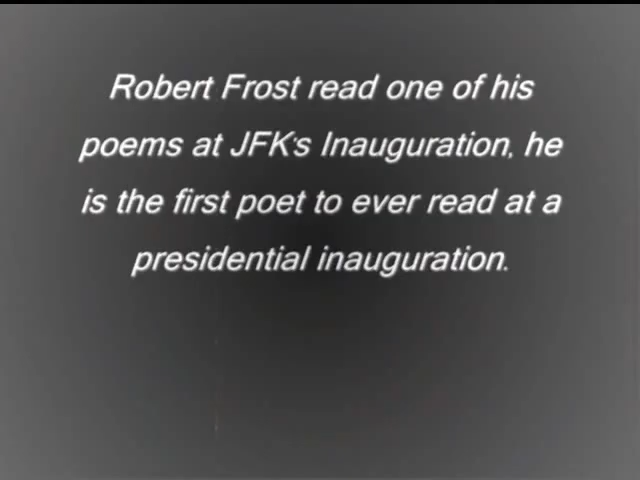 Robert Frost read one of his
poems at JFK's Inauguration, he
is the first poet to ever read at a
presidential inauguration.